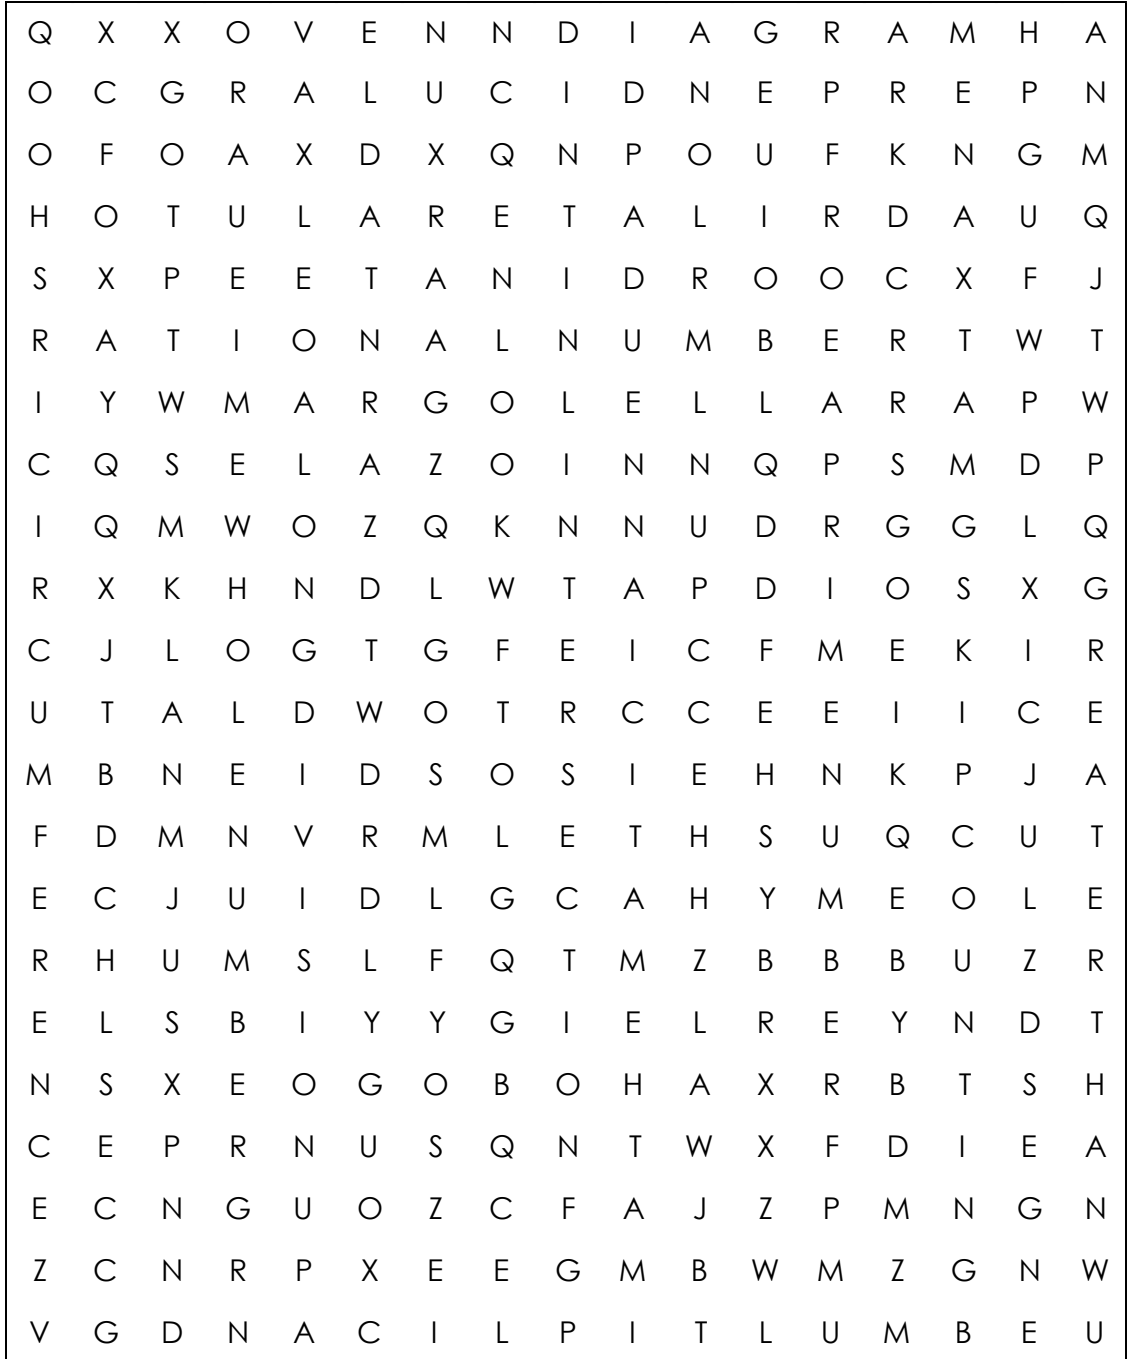 Q X X O V E N N D I A G R A M H A
O C G R A L U C I D N E P R E P N
O F O A X D X Q N P O U F K N G M
H O T U L A R E T A L I R D A U Q
S X P E E T A N I D R O O C X F J
R A T I O N A L N U M B E R T W T
I Y W M A R G O L E L L A R A P W
C Q S E L A Z O I N N Q P S M D P
I Q M W O Z Q K N N U D R G G L Q
R X K H N D L W T A P D I O S X G
C J L O G T G F E I C F M E K I R
U T A L D W O T R C C E E I I C E
M B N E I D S O S I E H N K P J A
F D M N V R M L E T H S U Q C U T
E C J U I D L G C A H Y M E O L E
R H U M S L F Q T M Z B B B U Z R
E L S B I Y Y G I E L R E Y N D T
N S X E O G O B O H A X R B T S H
C E P R N U S Q N T W X F D I E A
E C N G U O Z C F A J Z P M N G N
Z C N R P X E E G M B W M Z G N W
V G D N A C I L P I T L U M B E U